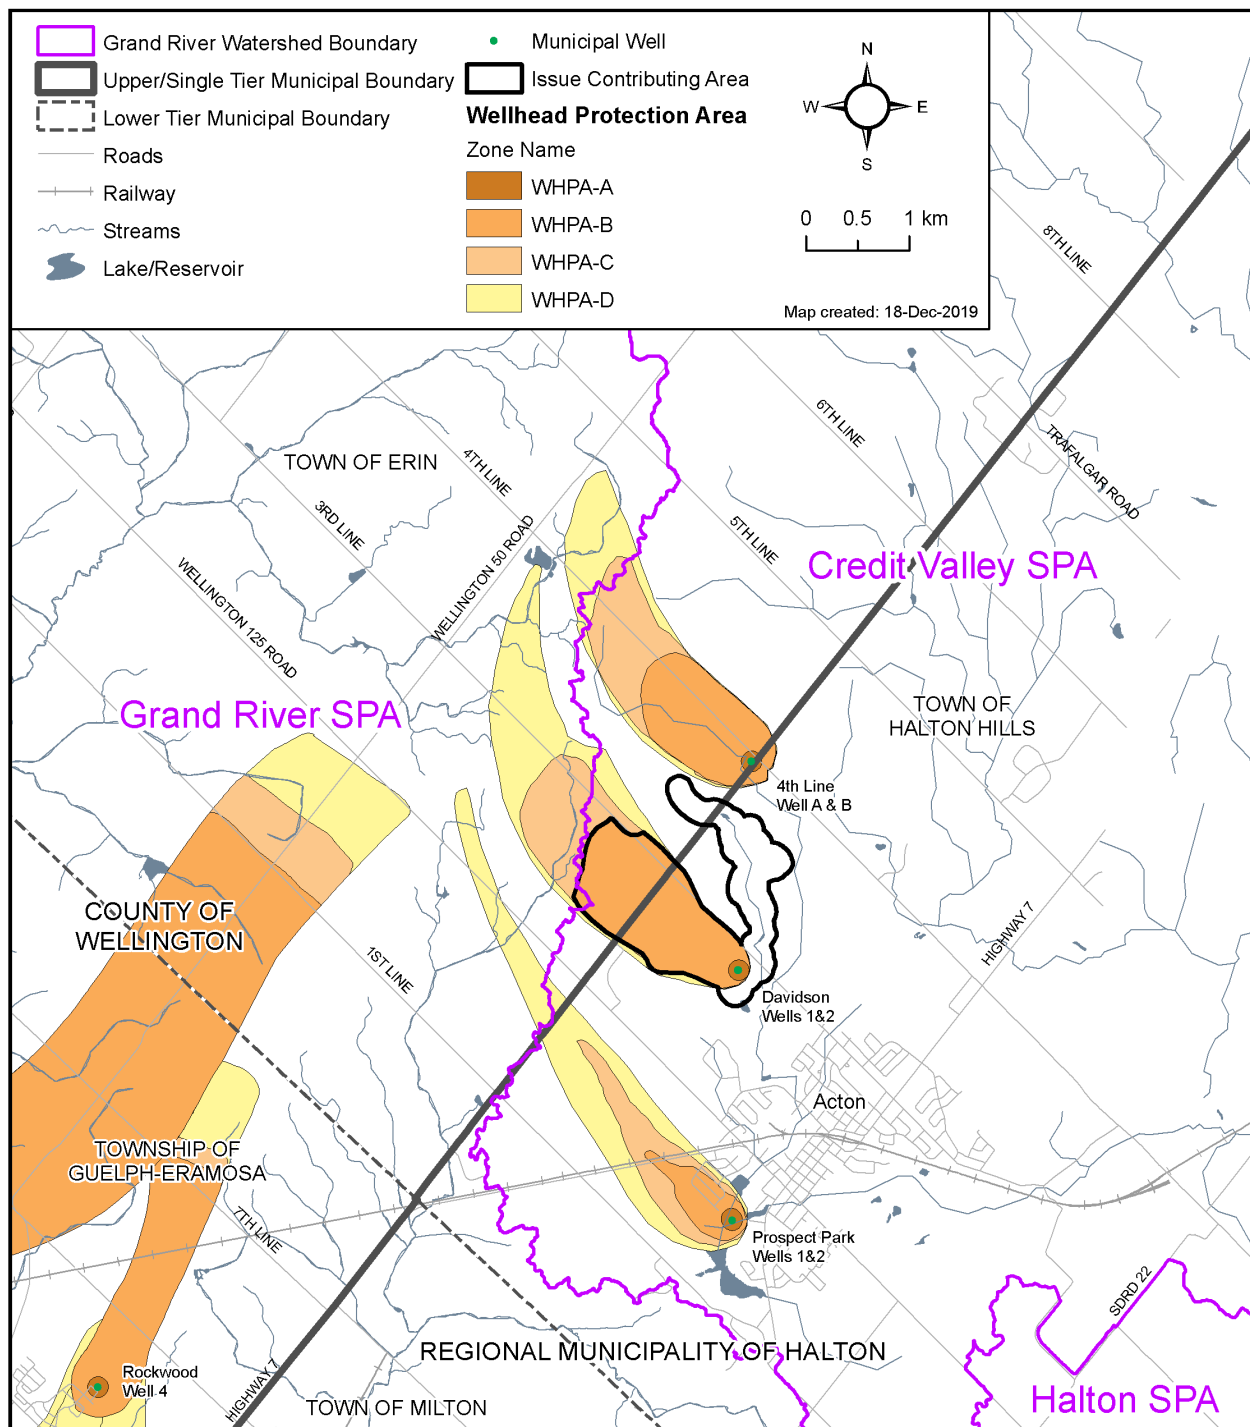 Grand River Watershed Boundary
Upper/Single Tier Municipal Boundary
Lower Tier Municipal Boundary
Roads
Railway
Streams
Lake/Reservoir
Municipal Well
Issue Contributing Area
Wellhead Protection Area
Zone Name
WHPA-A
WHPA-B
WHPA-C
WHPA-D
N
W E
S
0 0.5 1 km
Map created: 18-Dec-2019
8TH LINE
6TH LINE
TRAFALGAR ROAD
TOWN OF ERIN
4TH LINE
3RD LINE
5TH LINE
WELLINGTON 50 ROAD
WELLINGTON 125 ROAD
Credit Valley SPA
Grand River SPA
TOWN OF
HALTON HILLS
4th Line
Well A & B
COUNTY OF
WELLINGTON
1ST LINE
HIGHWAY 7
Davidson
Wells 1&2
Acton
TOWNSHIP OF
GUELPH-ERAMOSA
7TH LINE
Prospect Park
Wells 1&2
SDRD 22
REGIONAL MUNICIPALITY OF HALTON
Rockwood
Well 4
HIGHWAY 7
TOWN OF MILTON
Halton SPA